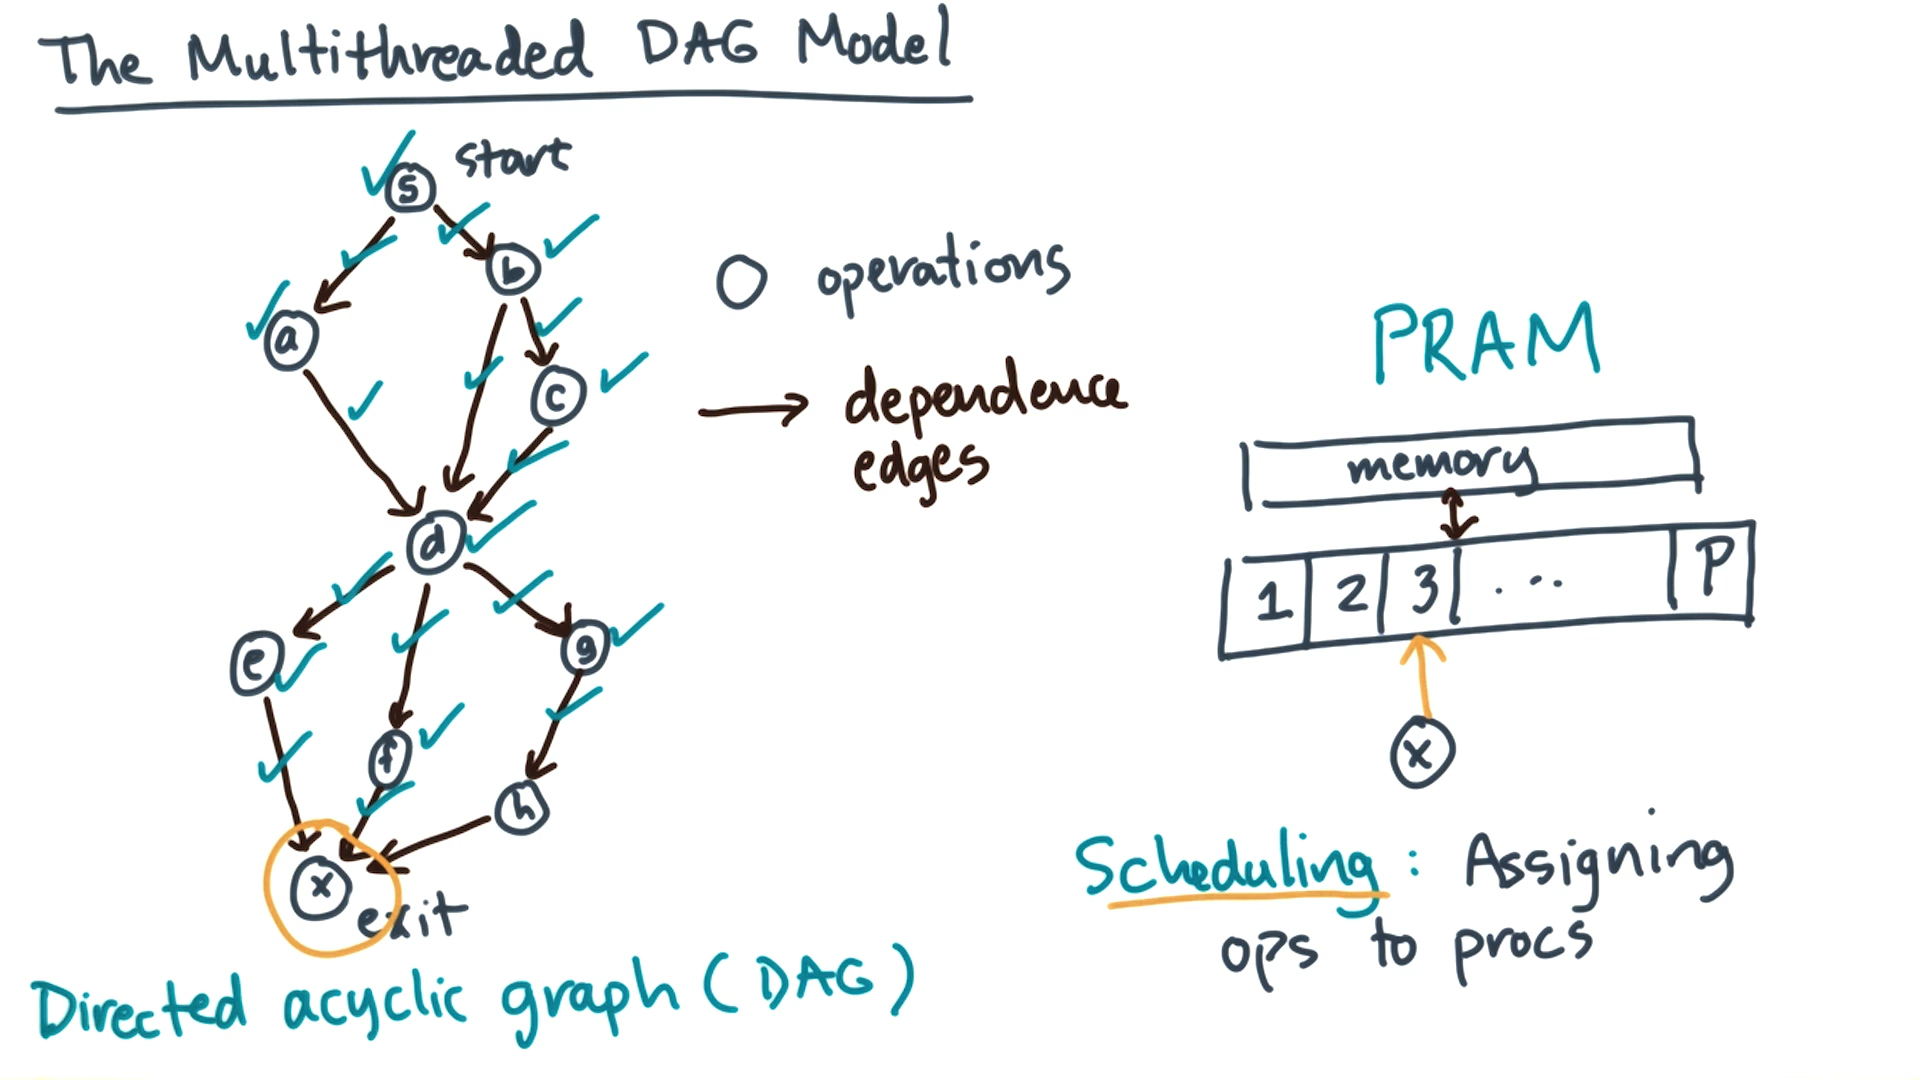 The Multithreaded DAG Model
s start
b
a
c
d
e
g
f
h
x
exit
operations
dependence
edges
PRAM
memory
1 2 3 ... P
x
Scheduling: Assigning
ops to procs
Directed acyclic graph (DAG)